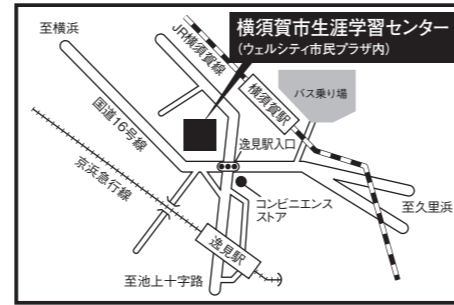 横須賀市生涯学習センター
(ウェルシティ市民プラザ内)
至横浜
JR横須賀線
横須賀駅
バス乗り場
国道16号線
逸見駅入口
京浜急行線
コンビニエンス
ストア
至久里浜
逸見駅
至池上十字路